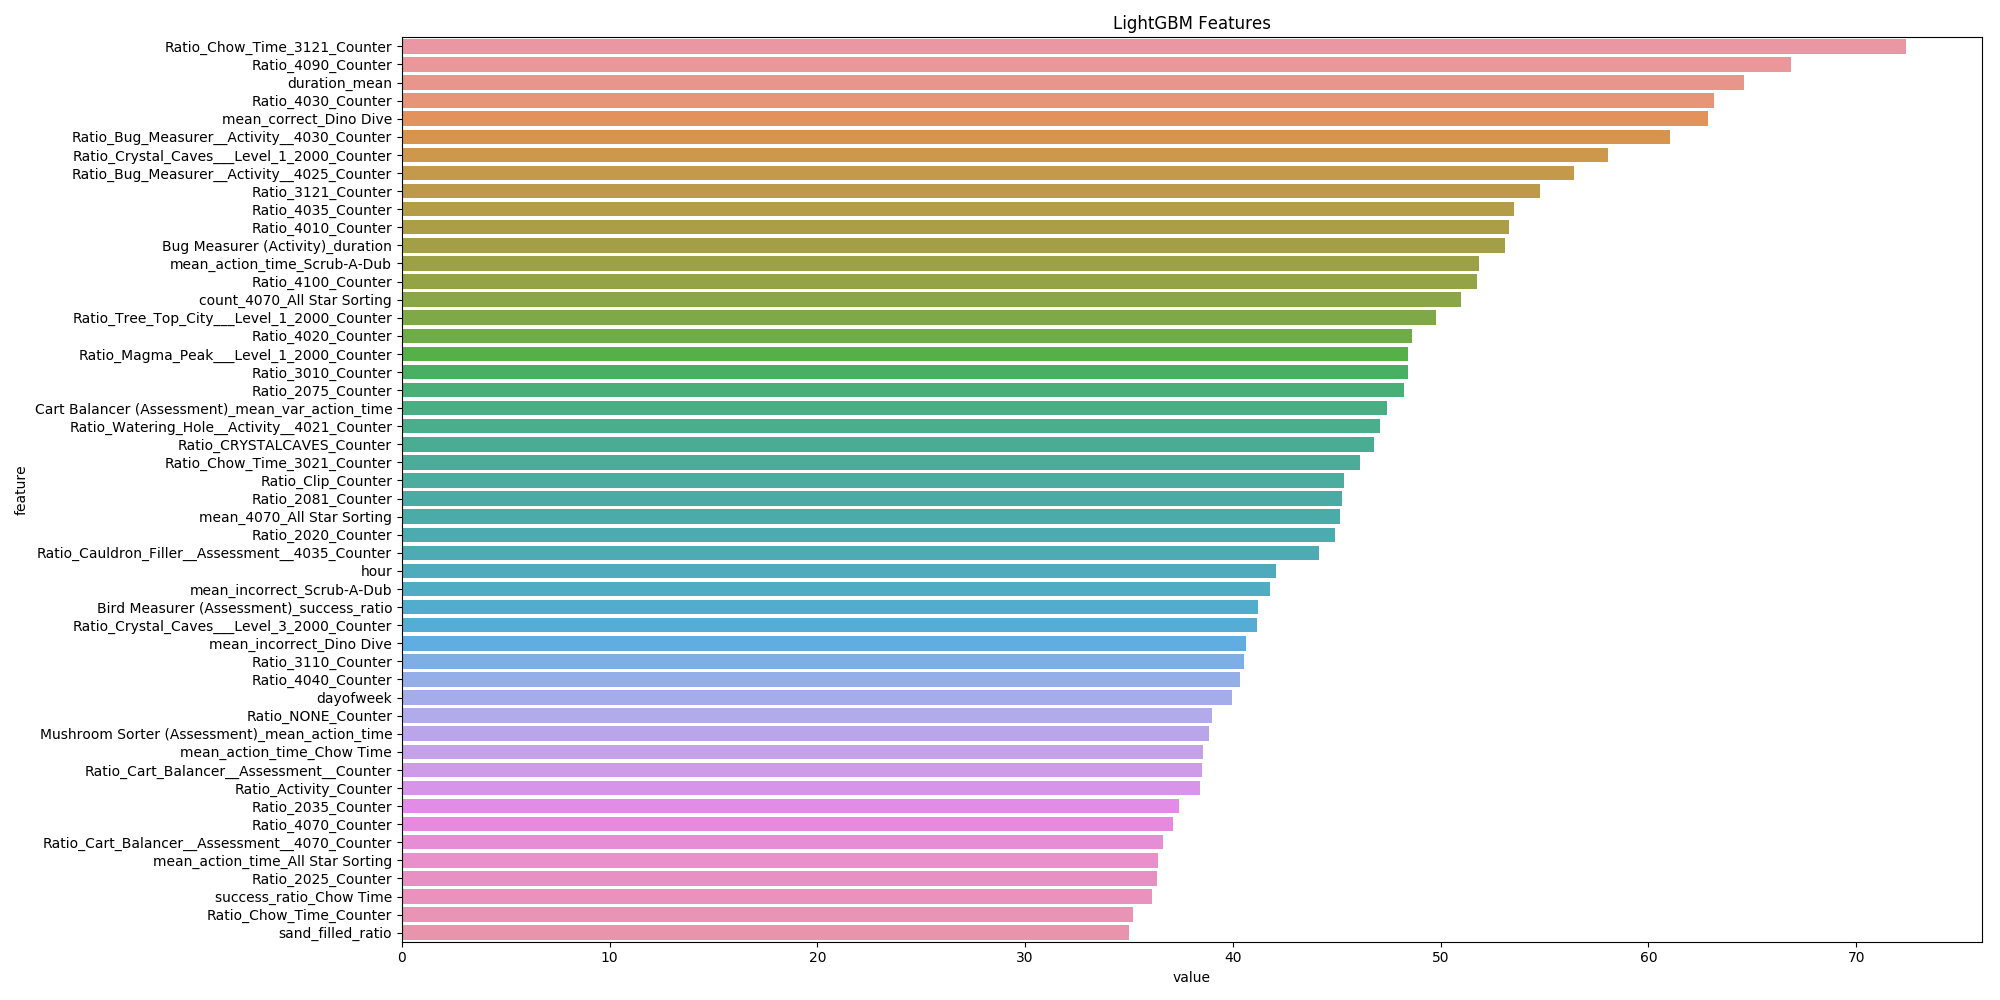 LightGBM Features
Ratio_Chow_Time_3121_Counter
Ratio_4090_Counter
duration_mean
Ratio_4030_Counter
mean_correct_Dino Dive
Ratio_Bug_Measurer__Activity__4030_Counter
Ratio_Crystal_Caves___Level_1_2000_Counter
Ratio_Bug_Measurer__Activity__4025_Counter
Ratio_3121_Counter
Ratio_4035_Counter
Ratio_4010_Counter
Bug Measurer (Activity)_duration
mean_action_time_Scrub-A-Dub
Ratio_4100_Counter
count_4070_All Star Sorting
Ratio_Tree_Top_City___Level_1_2000_Counter
Ratio_4020_Counter
Ratio_Magma_Peak___Level_1_2000_Counter
Ratio_3010_Counter
Ratio_2075_Counter
Cart Balancer (Assessment)_mean_var_action_time
Ratio_Watering_Hole__Activity__4021_Counter
Ratio_CRYSTALCAVES_Counter
Ratio_Chow_Time_3021_Counter
Ratio_Clip_Counter
Ratio_2081_Counter
mean_4070_All Star Sorting
Ratio_2020_Counter
Ratio_Cauldron_Filler__Assessment__4035_Counter
hour
mean_incorrect_Scrub-A-Dub
Bird Measurer (Assessment)_success_ratio
Ratio_Crystal_Caves___Level_3_2000_Counter
mean_incorrect_Dino Dive
Ratio_3110_Counter
Ratio_4040_Counter
dayofweek
Ratio_NONE_Counter
Mushroom Sorter (Assessment)_mean_action_time
mean_action_time_Chow Time
Ratio_Cart_Balancer__Assessment__Counter
Ratio_Activity_Counter
Ratio_2035_Counter
Ratio_4070_Counter
Ratio_Cart_Balancer__Assessment__4070_Counter
mean_action_time_All Star Sorting
Ratio_2025_Counter
success_ratio_Chow Time
Ratio_Chow_Time_Counter
sand_filled_ratio
feature
0 10 20 30 40 50 60 70
value